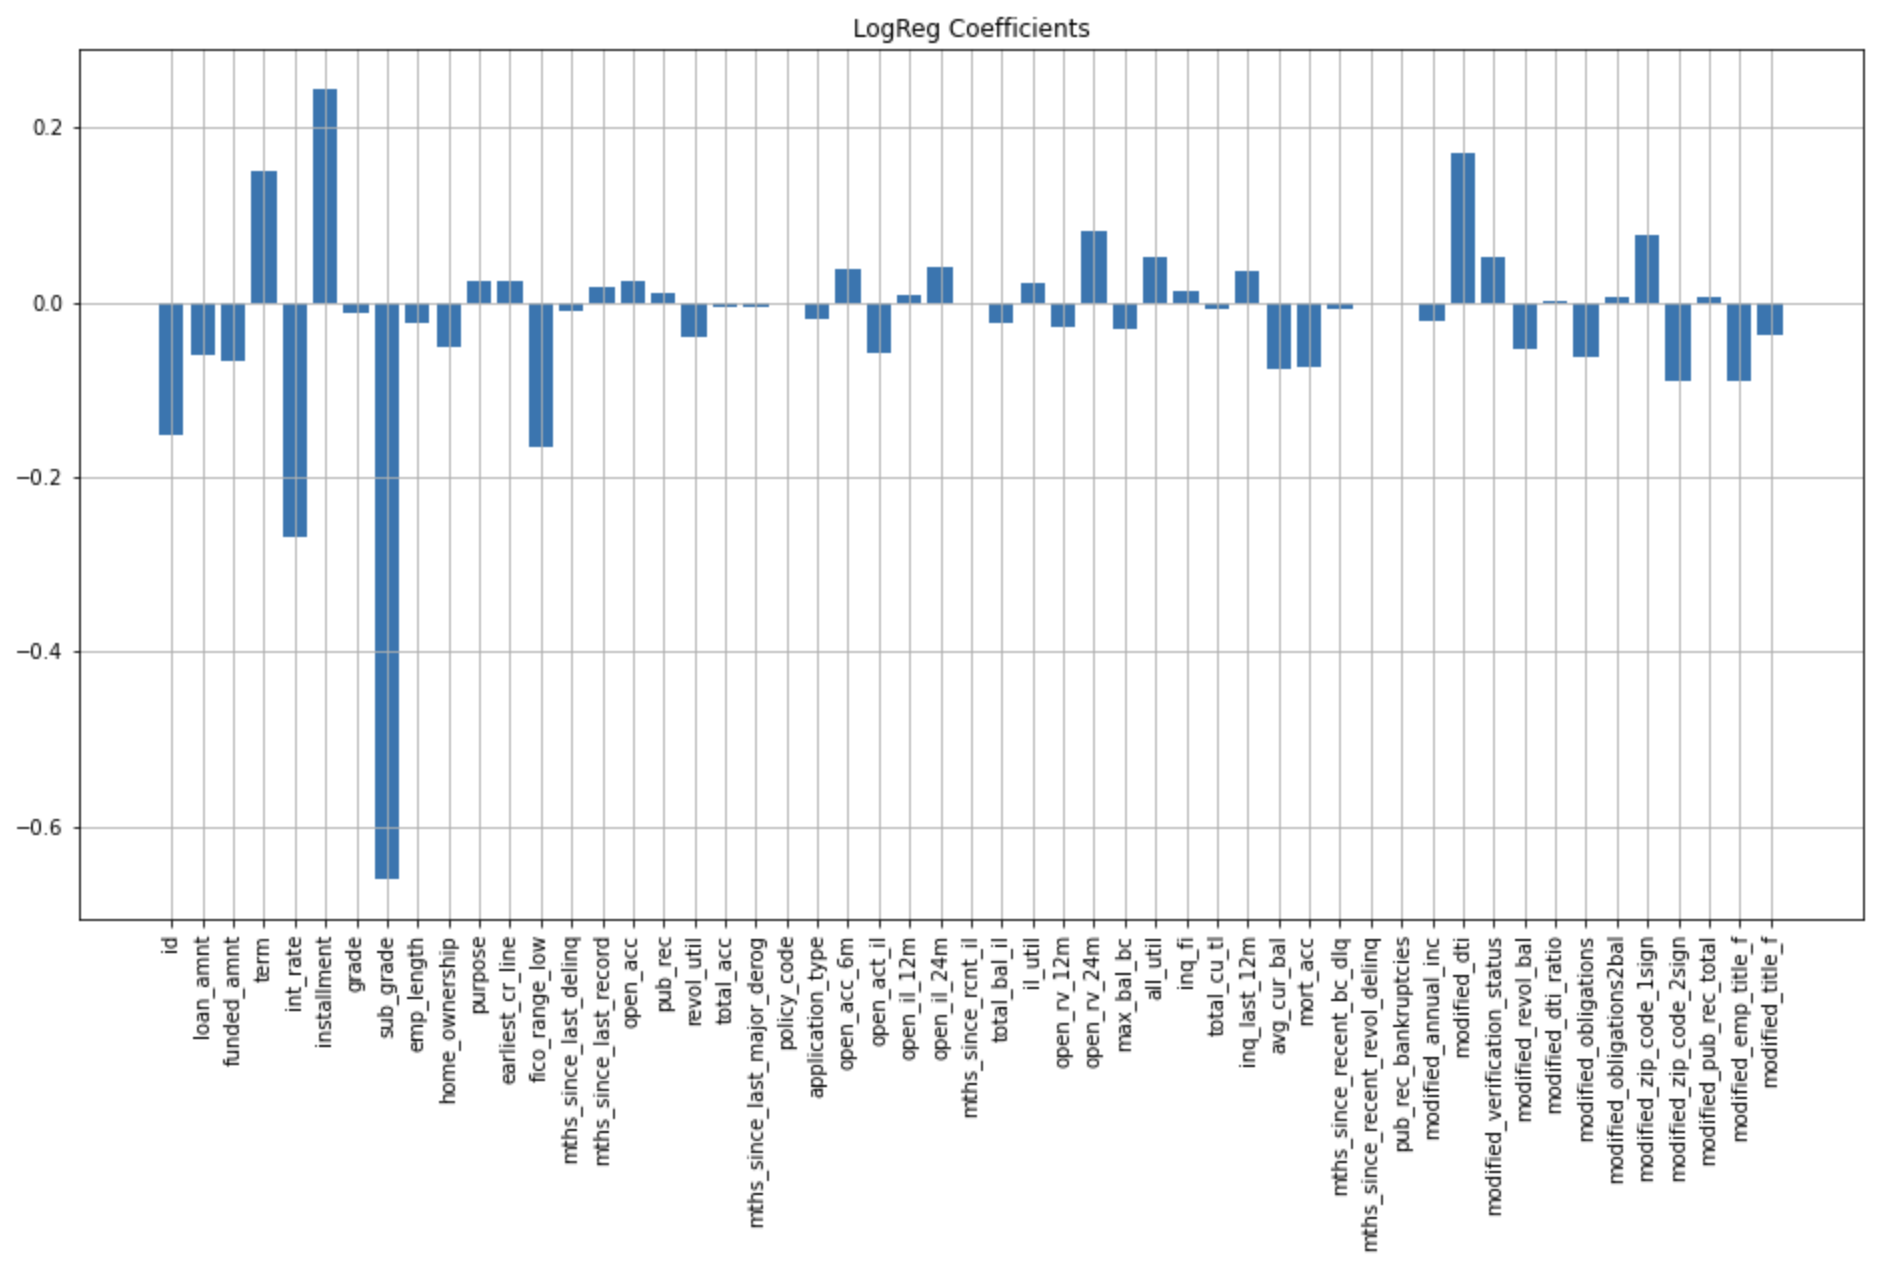 LogReg Coefficients
0.2
0.0
−0.2
−0.4
−0.6
id
loan_amnt
funded_amnt
term
int_rate
installment
grade
sub_grade
emp_length
home_ownership
purpose
earliest_cr_line
fico_range_low
mths_since_last_delinq
mths_since_last_record
open_acc
pub_rec
revol_util
total_acc
mths_since_last_major_derog
policy_code
application_type
open_acc_6m
open_act_il
open_il_12m
open_il_24m
mths_since_rcnt_il
total_bal_il
il_util
open_rv_12m
open_rv_24m
max_bal_bc
all_util
inq_fi
total_cu_tl
inq_last_12m
avg_cur_bal
mort_acc
mths_since_recent_bc_dlq
mths_since_recent_revol_delinq
pub_rec_bankruptcies
modified_annual_inc
modified_dti
modified_verification_status
modified_revol_bal
modified_dti_ratio
modified_obligations
modified_obligations2bal
modified_zip_code_1sign
modified_zip_code_2sign
modified_pub_rec_total
modified_emp_title_f
modified_title_f